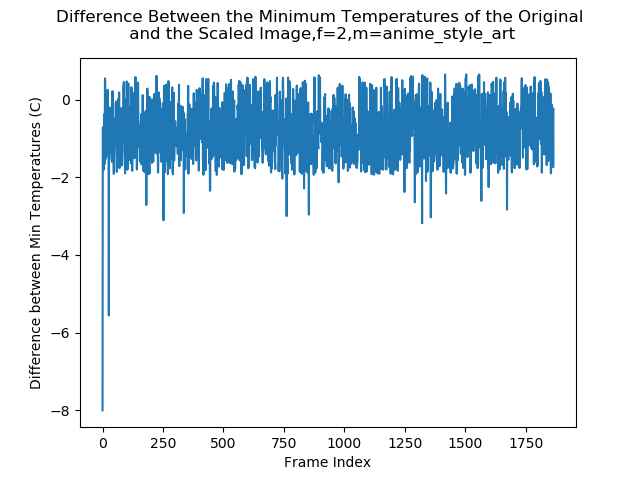 Difference Between the Minimum Temperatures of the Original
and the Scaled Image,f=2,m=anime_style_art
Difference between Min Temperatures (C)
0
−2
−4
−6
−8
0 250 500 750 1000 1250 1500 1750
Frame Index